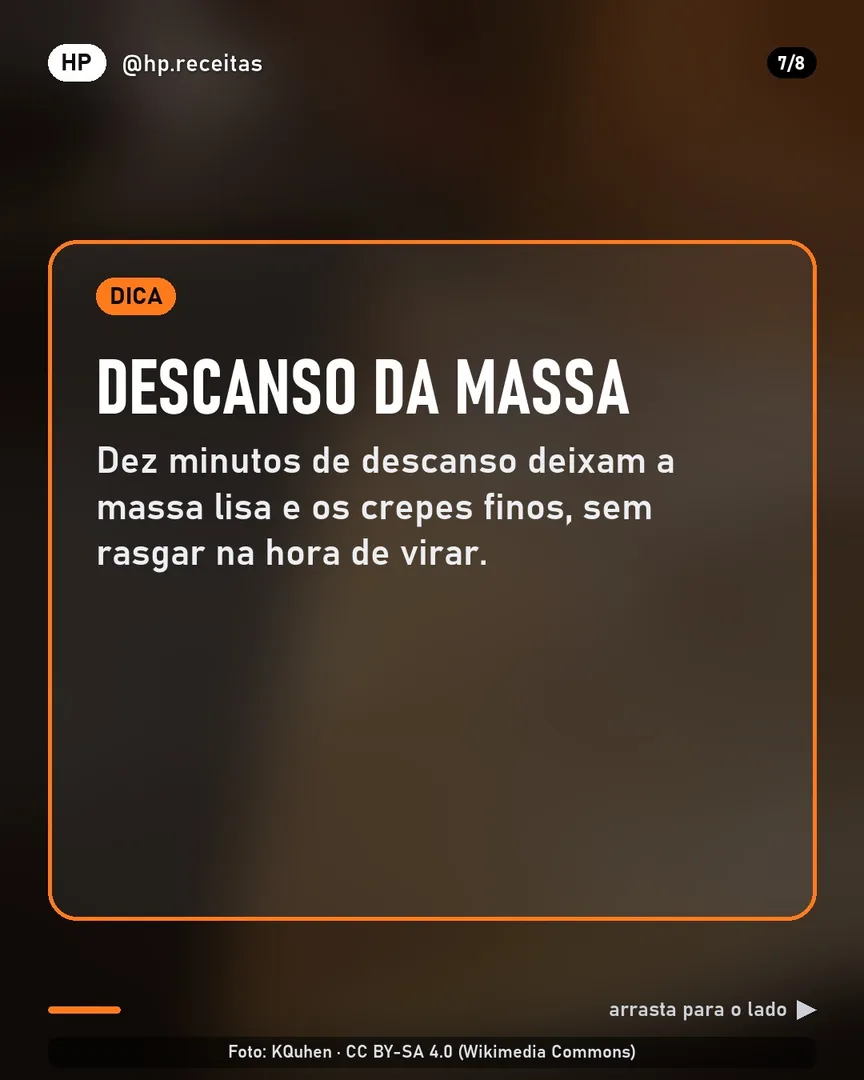 HP @hp.receitas 7/8
DICA
DESCANSO DA MASSA
Dez minutos de descanso deixam a
massa lisa e os crepes finos, sem
rasgar na hora de virar.
arrasta para o lado ▶
Foto: KQuhen · CC BY-SA 4.0 (Wikimedia Commons)